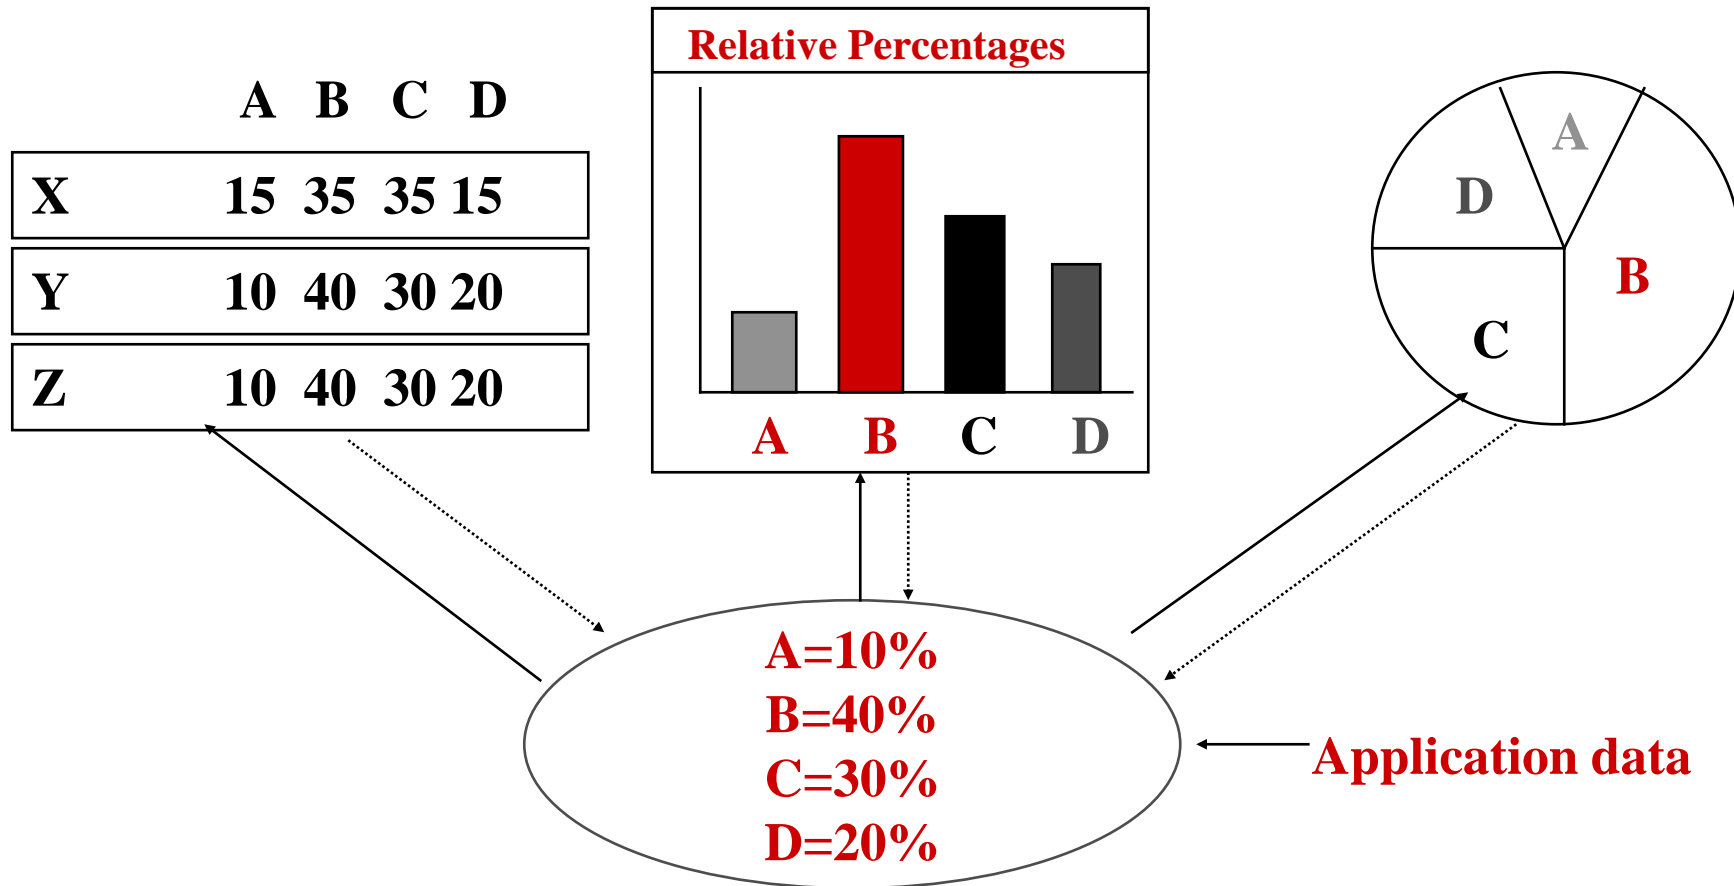 A B C D
X 15 35 35 15
Y 10 40 30 20
Z 10 40 30 20
Relative Percentages
A B C D
A
D
B
C
A=10%
B=40%
C=30%
D=20%
Application data